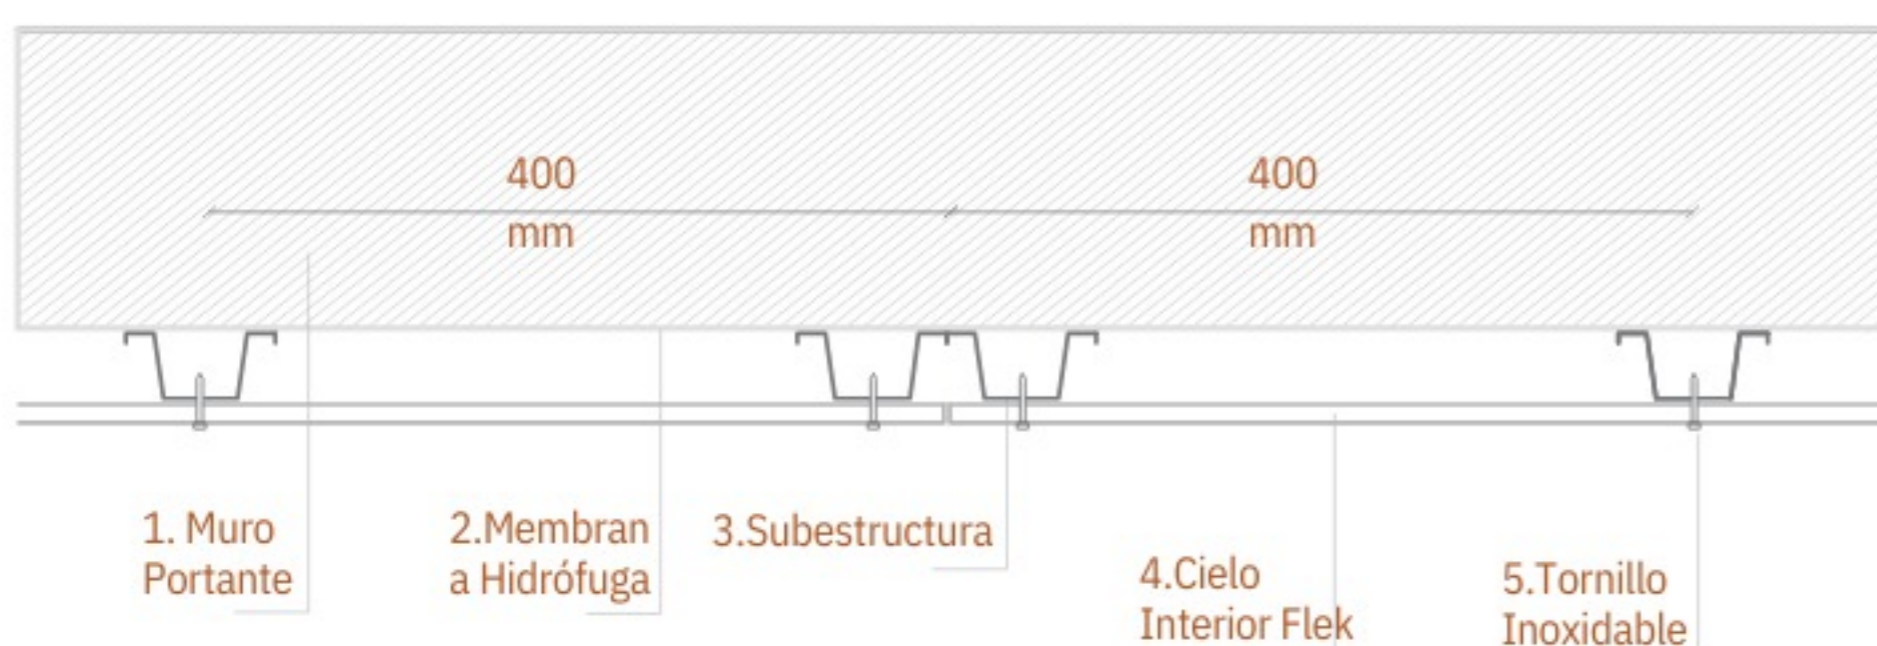 400
mm
400
mm
1. Muro
Portante
2.Membran
a Hidrófuga
3.Subestructura
4.Cielo
Interior Flek
5.Tornillo
Inoxidable